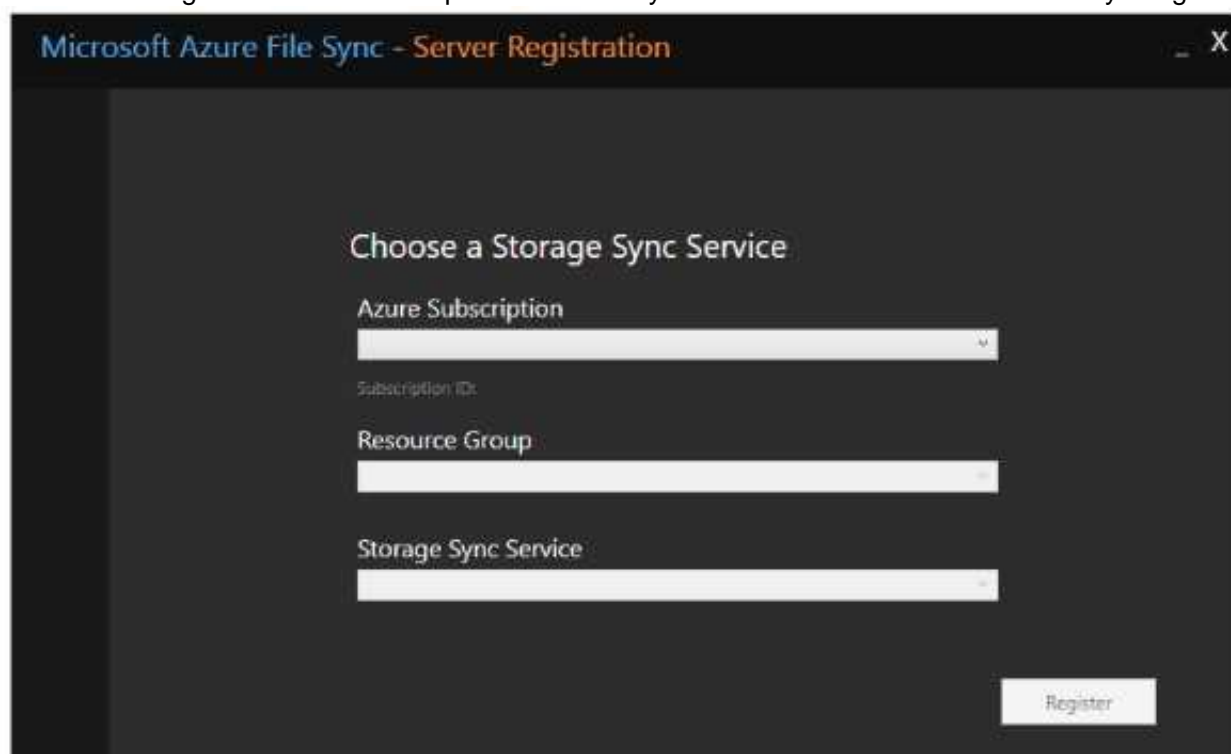 Microsoft Azure File Sync - Server Registration
_ X
Choose a Storage Sync Service
Azure Subscription
Subscription ID:
Resource Group
Storage Sync Service
Register